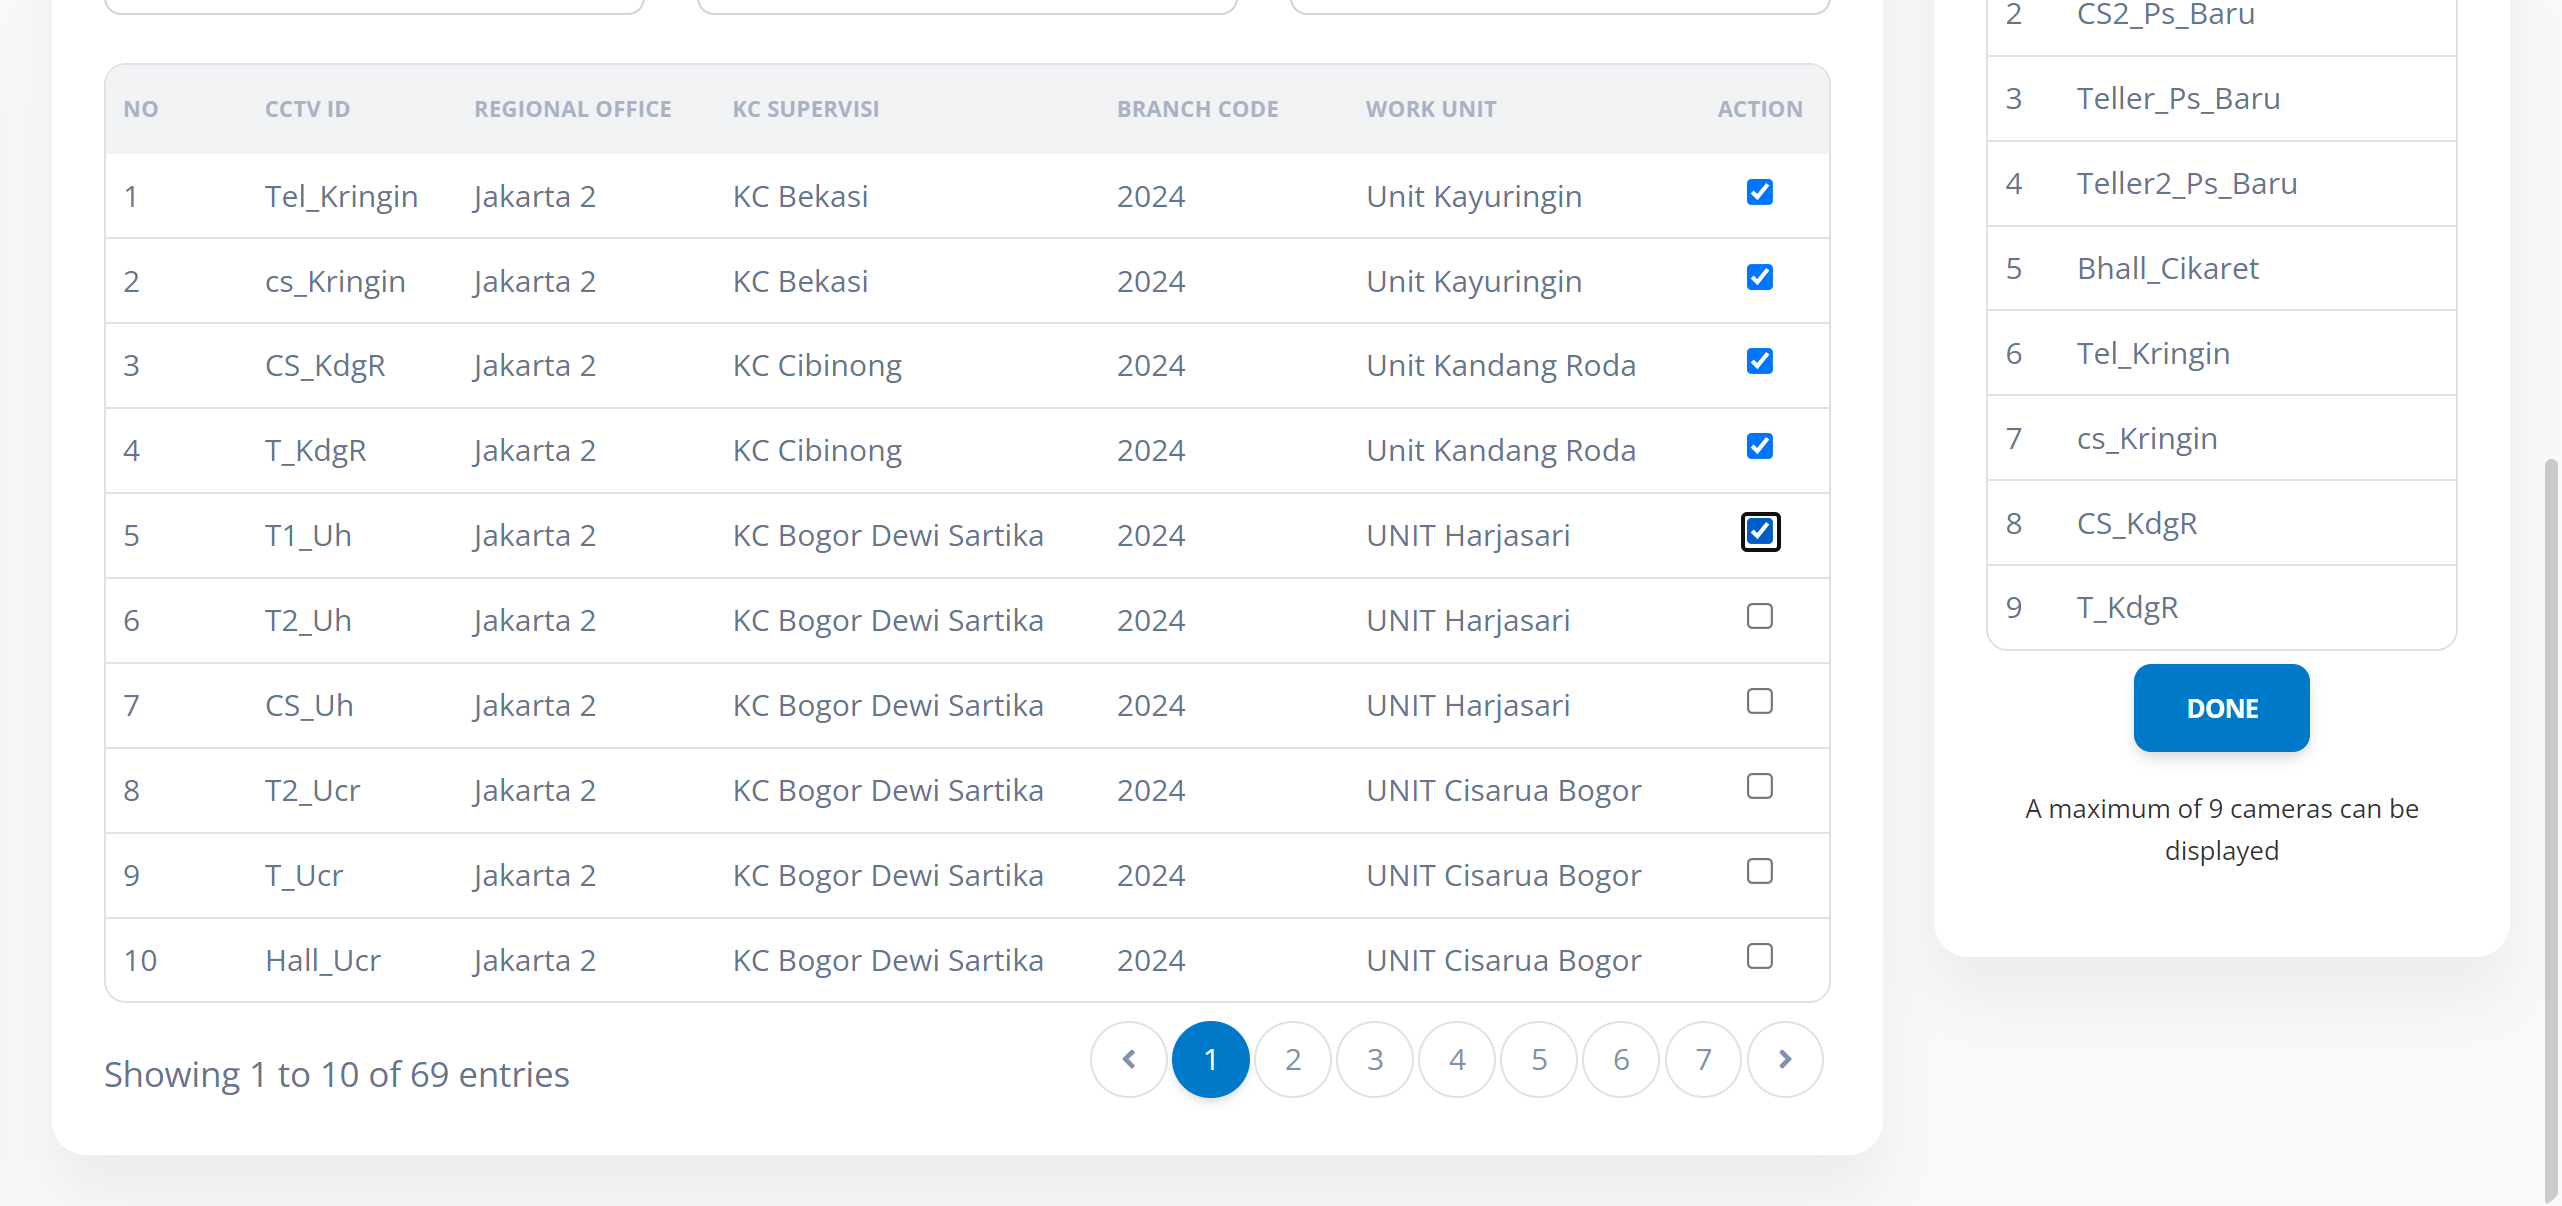 NO CCTV ID REGIONAL OFFICE KC SUPERVISI BRANCH CODE WORK UNIT ACTION
1 Tel_Kringin Jakarta 2 KC Bekasi 2024 Unit Kayuringin
2 cs_Kringin Jakarta 2 KC Bekasi 2024 Unit Kayuringin
3 CS_KdgR Jakarta 2 KC Cibinong 2024 Unit Kandang Roda
4 T_KdgR Jakarta 2 KC Cibinong 2024 Unit Kandang Roda
5 T1_Uh Jakarta 2 KC Bogor Dewi Sartika 2024 UNIT Harjasari
6 T2_Uh Jakarta 2 KC Bogor Dewi Sartika 2024 UNIT Harjasari
7 CS_Uh Jakarta 2 KC Bogor Dewi Sartika 2024 UNIT Harjasari
8 T2_Ucr Jakarta 2 KC Bogor Dewi Sartika 2024 UNIT Cisarua Bogor
9 T_Ucr Jakarta 2 KC Bogor Dewi Sartika 2024 UNIT Cisarua Bogor
10 Hall_Ucr Jakarta 2 KC Bogor Dewi Sartika 2024 UNIT Cisarua Bogor
Showing 1 to 10 of 69 entries
1 2 3 4 5 6 7
2 CS2_Ps_Baru
3 Teller_Ps_Baru
4 Teller2_Ps_Baru
5 Bhall_Cikaret
6 Tel_Kringin
7 cs_Kringin
8 CS_KdgR
9 T_KdgR
DONE
A maximum of 9 cameras can be
displayed